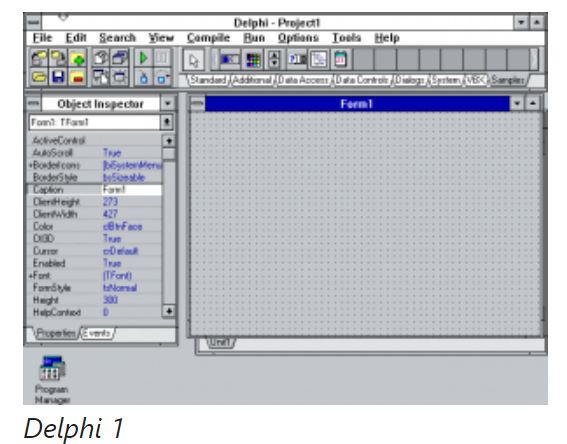 Delphi - Project1
File Edit Search View Compile Run Options Tools Help
Standard Additional Data Access Data Controls Dialogs System VBX Samples
Object Inspector
Form1
Form1: TForm1
ActiveControl
AutoScroll True
+BorderIcons [biSystemMenu
BorderStyle bsSizeable
Caption Form1
ClientHeight 273
ClientWidth 427
Color clBtnFace
Ctl3D True
Cursor crDefault
Enabled True
+Font (TFont)
FormStyle fsNormal
Height 300
HelpContext 0
Properties Events
Unit1
Program
Manager
Delphi 1